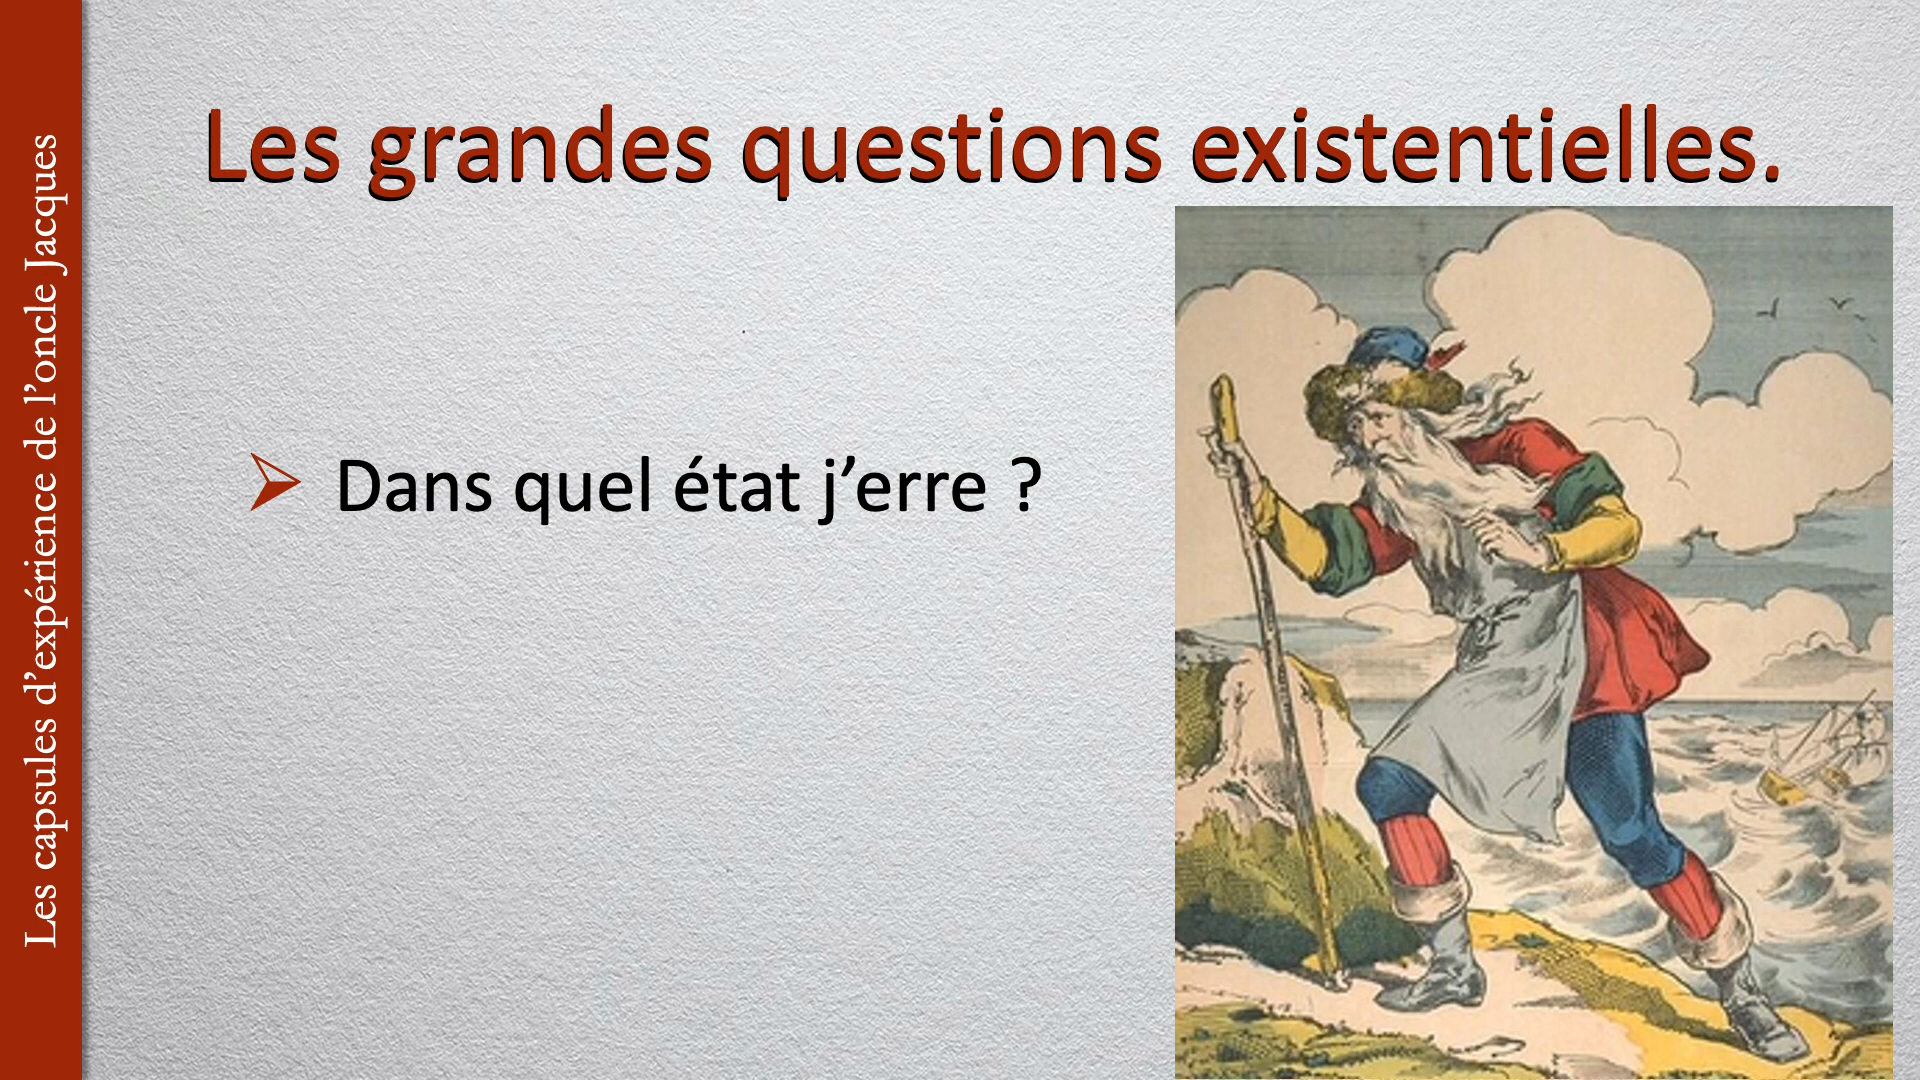 Les capsules d’expérience de l’oncle Jacques
Les grandes questions existentielles.
Dans quel état j’erre ?